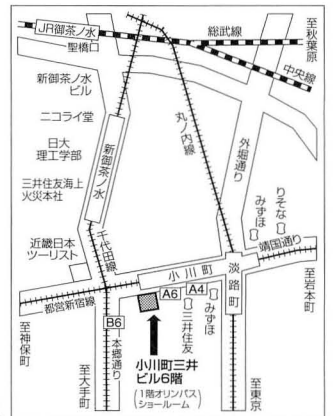 JR御茶ノ水
聖橋口
総武線
至秋葉原
中央線
新御茶ノ水
ビル
ニコライ堂
日大
理工学部
三井住友海上
火災本社
近畿日本
ツーリスト
新御茶ノ水
丸ノ内線
外堀通り
千代田線
みずほ
りそな
靖国通り
小川町
淡路町
都営新宿線
A6
A4
B6
三井住友
みずほ
本郷通り
至神保町
至大手町
至岩本町
至東京
小川町三井
ビル6階
(1階オリンパス
ショールーム)